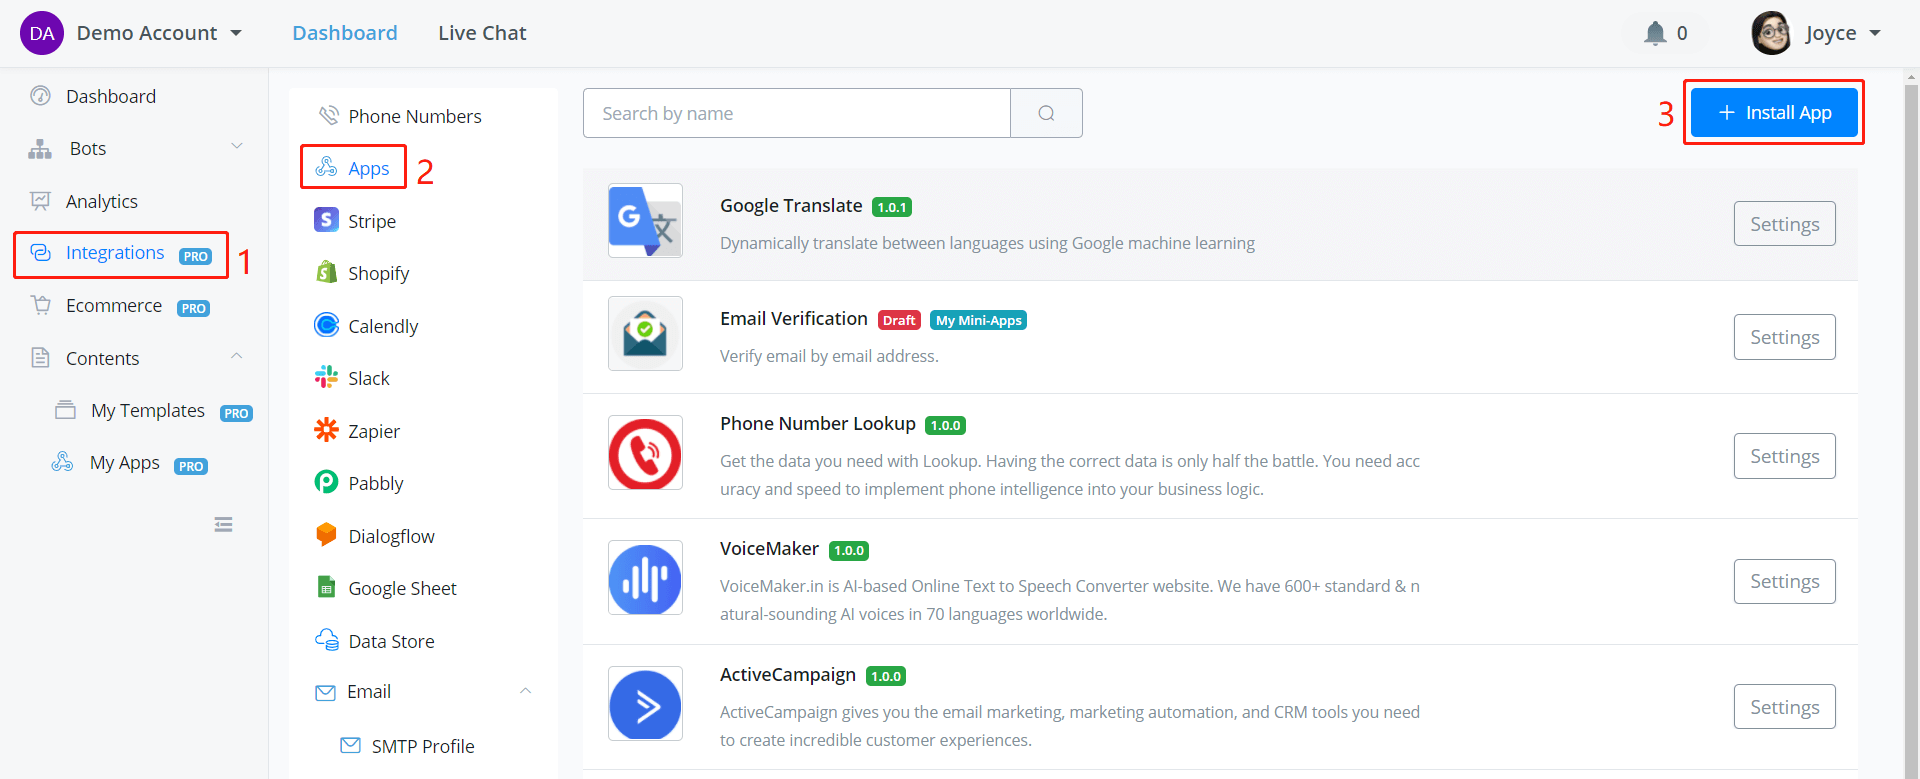 DA Demo Account Dashboard Live Chat 0 Joyce
Dashboard
Bots
Analytics
Integrations PRO 1
Ecommerce PRO
Contents
My Templates PRO
My Apps PRO
Phone Numbers
Apps 2
Stripe
Shopify
Calendly
Slack
Zapier
Pabbly
Dialogflow
Google Sheet
Data Store
Email
SMTP Profile
Search by name
3 + Install App
Google Translate 1.0.1
Dynamically translate between languages using Google machine learning
Settings
Email Verification Draft My Mini-Apps
Verify email by email address.
Settings
Phone Number Lookup 1.0.0
Get the data you need with Lookup. Having the correct data is only half the battle. You need acc
uracy and speed to implement phone intelligence into your business logic.
Settings
VoiceMaker 1.0.0
VoiceMaker.in is AI-based Online Text to Speech Converter website. We have 600+ standard & n
atural-sounding AI voices in 70 languages worldwide.
Settings
ActiveCampaign 1.0.0
ActiveCampaign gives you the email marketing, marketing automation, and CRM tools you need
to create incredible customer experiences.
Settings